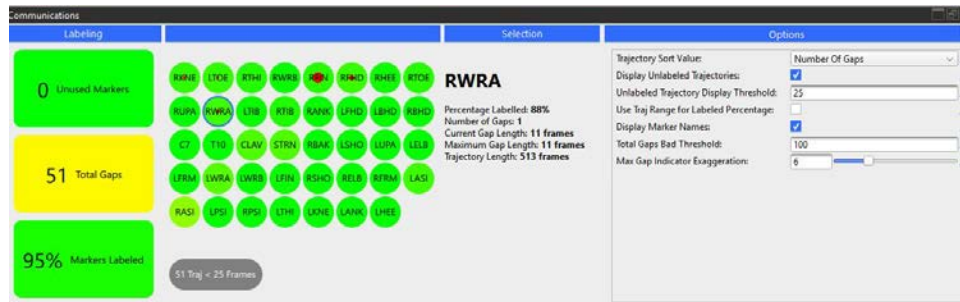 Communications
Labeling
Selection
Options
0 Unused Markers
51 Total Gaps
95% Markers Labeled
RKNE LTOE RTHI RWRB RFIN RFHD RHEE RTOE
RUPA RWRA LTIB RTIB RANK LFHD LBHD RBHD
C7 T10 CLAV STRN RBAK LSHO LUPA LELB
LFRM LWRA LWRB LFIN RSHO RELB RFRM LASI
RASI LPSI RPSI LTHI LKNE LANK LHEE
51 Traj < 25 Frames
RWRA
Percentage Labelled: 88%
Number of Gaps: 1
Current Gap Length: 11 frames
Maximum Gap Length: 11 frames
Trajectory Length: 513 frames
Trajectory Sort Value: Number Of Gaps
Display Unlabeled Trajectories:
Unlabeled Trajectory Display Threshold: 25
Use Traj Range for Labeled Percentage:
Display Marker Names:
Total Gaps Bad Threshold: 100
Max Gap Indicator Exaggeration: 6